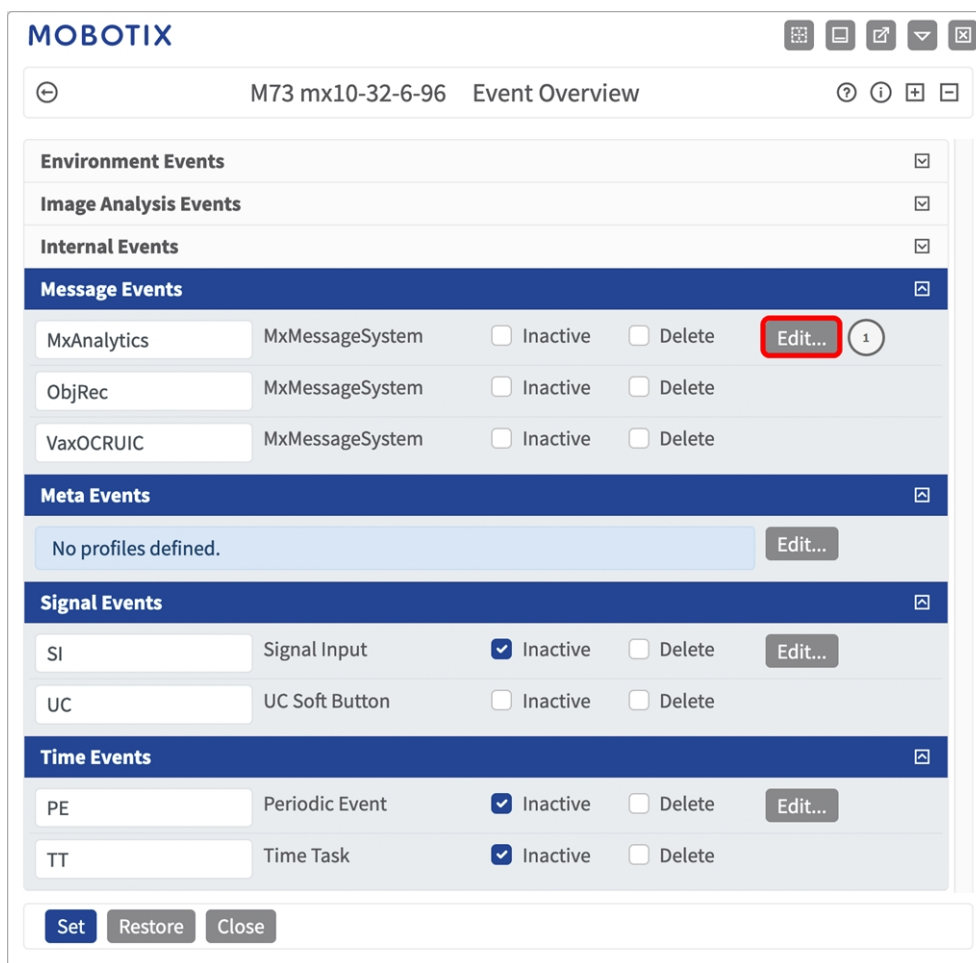 MOBOTIX
M73 mx10-32-6-96 Event Overview
Environment Events
Image Analysis Events
Internal Events
Message Events
MxAnalytics MxMessageSystem Inactive Delete Edit... 1
ObjRec MxMessageSystem Inactive Delete
VaxOCRUIC MxMessageSystem Inactive Delete
Meta Events
No profiles defined. Edit...
Signal Events
SI Signal Input Inactive Delete Edit...
UC UC Soft Button Inactive Delete
Time Events
PE Periodic Event Inactive Delete Edit...
TT Time Task Inactive Delete
Set Restore Close